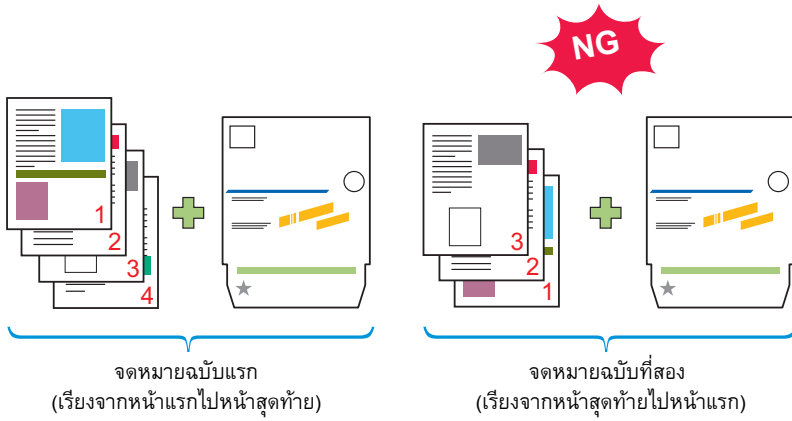 NG
1
2
3
4
3
2
1
จดหมายฉบับแรก
(เรียงจากหน้าแรกไปหน้าสุดท้าย)
จดหมายฉบับที่สอง
(เรียงจากหน้าสุดท้ายไปหน้าแรก)